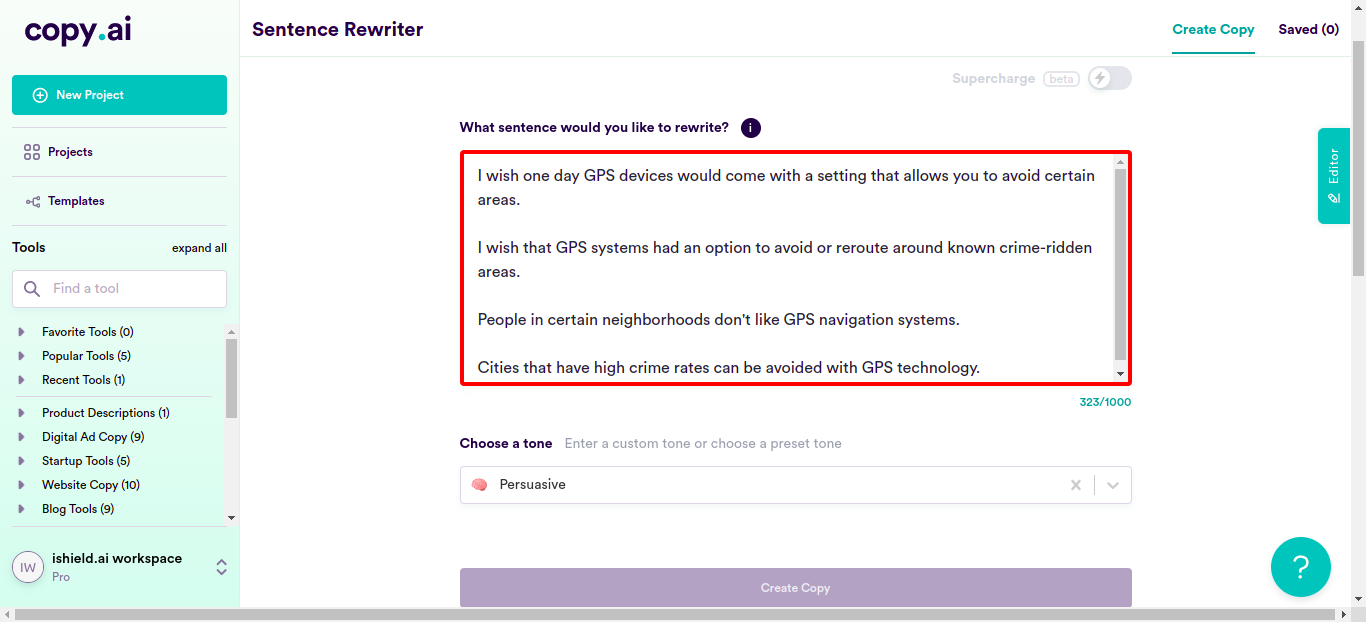 copy.ai
Sentence Rewriter
Create Copy
Saved (0)
New Project
Supercharge beta
What sentence would you like to rewrite? i
Projects
I wish one day GPS devices would come with a setting that allows you to avoid certain
areas.
Editor
Templates
Tools
expand all
I wish that GPS systems had an option to avoid or reroute around known crime-ridden
areas.
Find a tool
People in certain neighborhoods don't like GPS navigation systems.
Favorite Tools (0)
Popular Tools (5)
Cities that have high crime rates can be avoided with GPS technology.
Recent Tools (1)
323/1000
Product Descriptions (1)
Digital Ad Copy (9)
Choose a tone Enter a custom tone or choose a preset tone
Startup Tools (5)
Website Copy (10)
Persuasive
Blog Tools (9)
IW
ishield.ai workspace
Pro
?
Create Copy